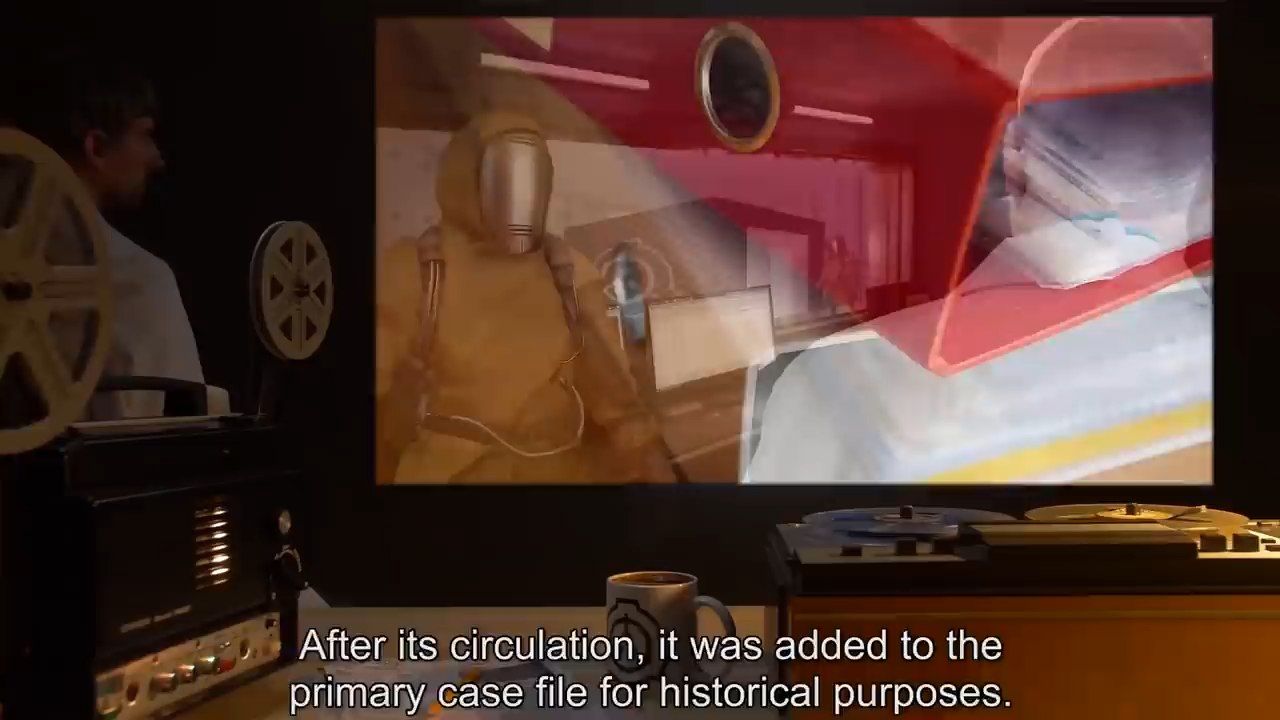 After its circulation, it was added to the
primary case file for historical purposes.